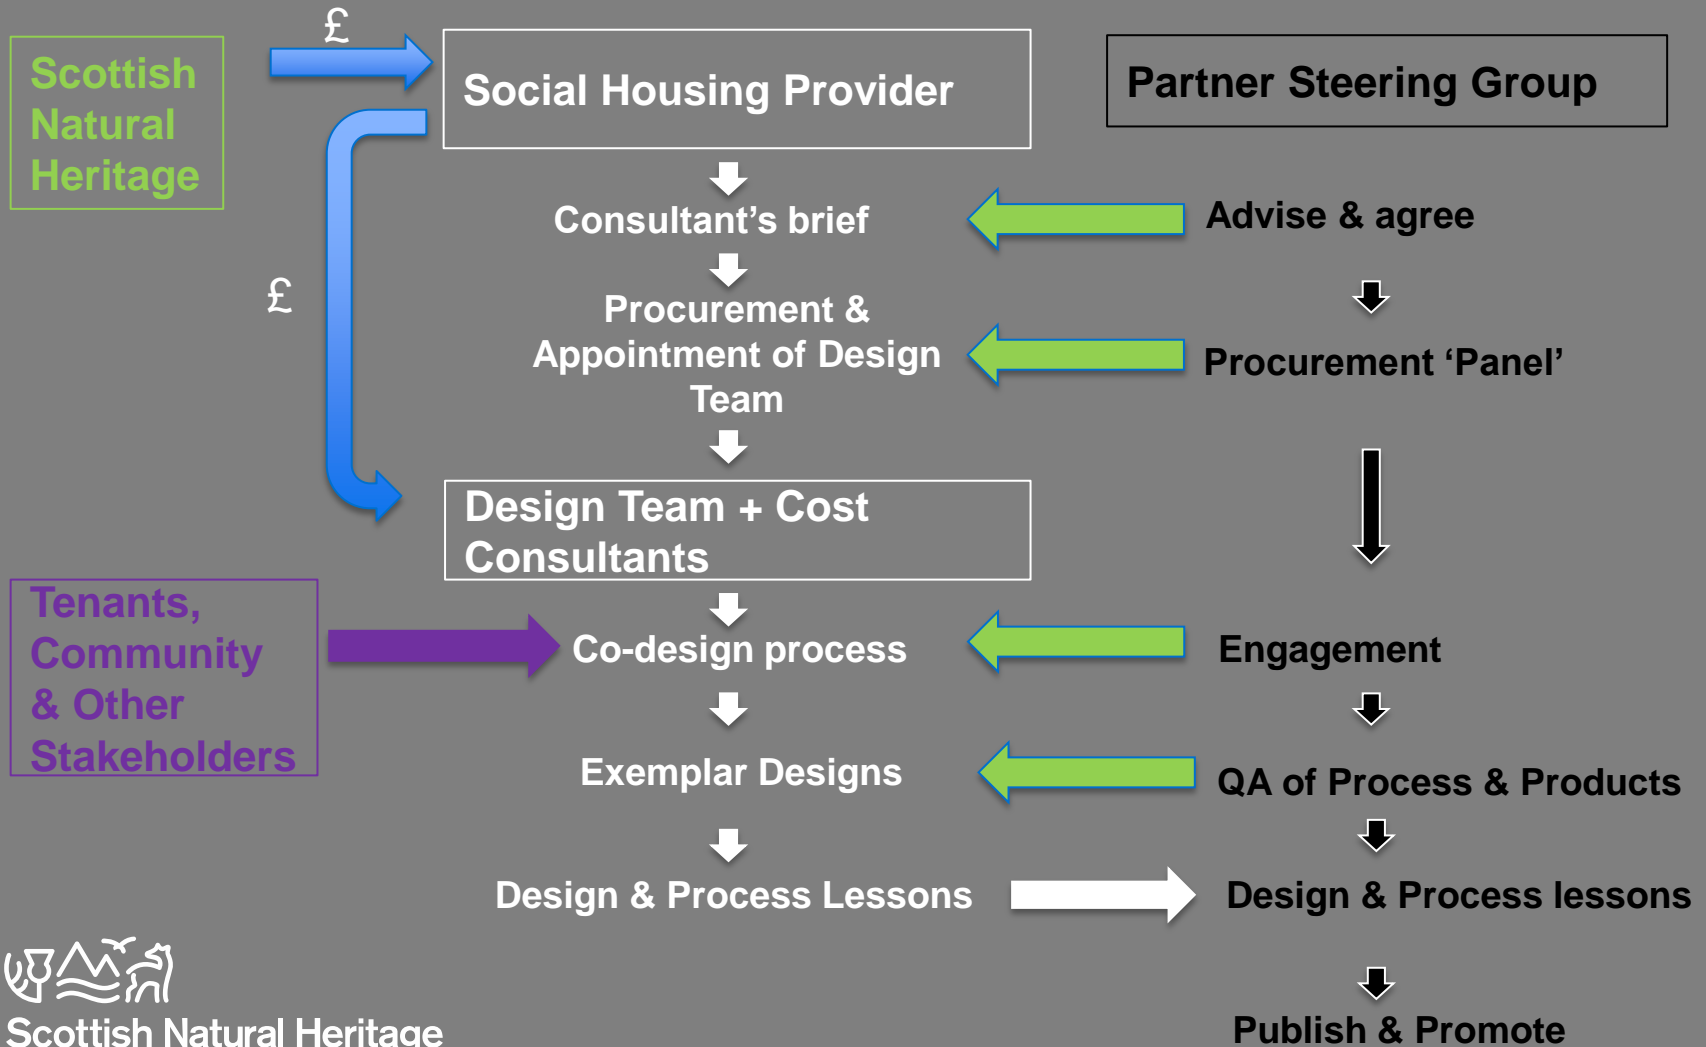 £
Scottish
Natural
Heritage
Social Housing Provider
Partner Steering Group
Consultant’s brief
Advise & agree
£
Procurement &
Appointment of Design
Team
Procurement ‘Panel’
Design Team + Cost
Consultants
Tenants,
Community
& Other
Stakeholders
Co-design process
Engagement
Exemplar Designs
QA of Process & Products
Design & Process Lessons
Design & Process lessons
Scottish Natural Heritage
Publish & Promote